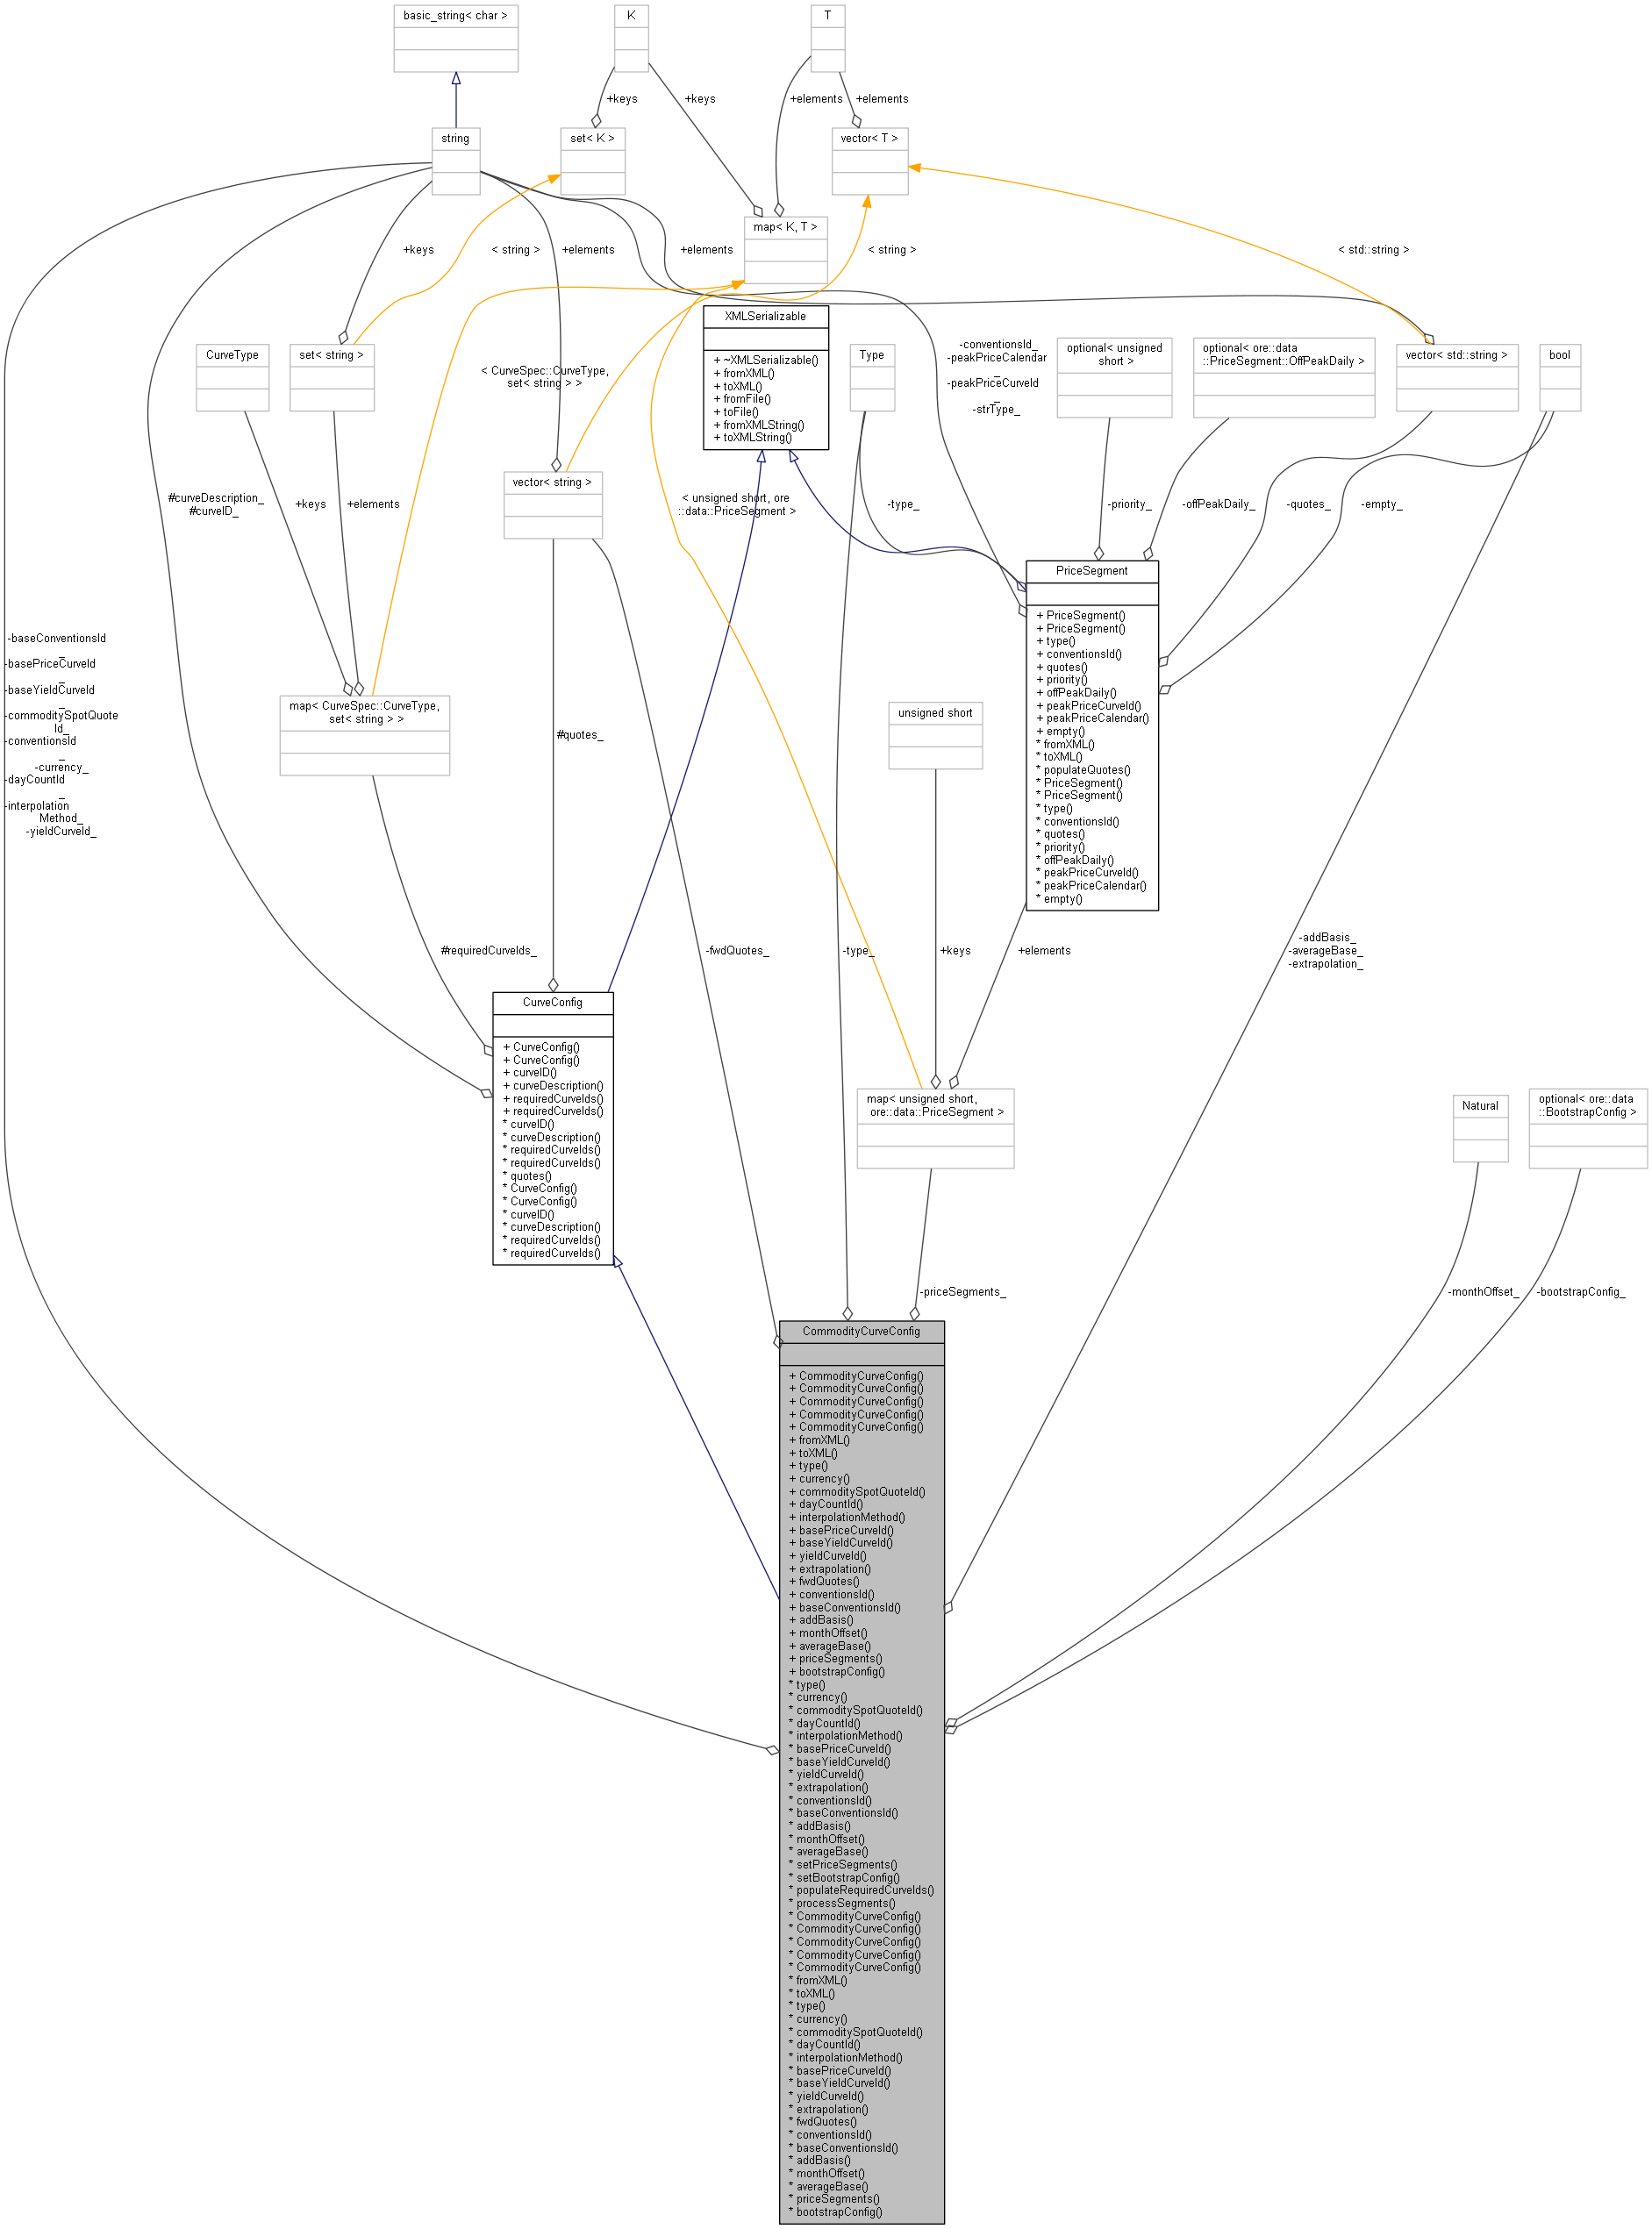 basic_string< char >
K
T
+keys
+keys
+elements
+elements
string
set< K >
vector< T >
map< K, T >
+keys
< string >
+elements
+elements
< string >
< std::string >
XMLSerializable
+ ~XMLSerializable()
+ fromXML()
+ toXML()
+ fromFile()
+ toFile()
+ fromXMLString()
+ toXMLString()
CurveType
set< string >
< CurveSpec::CurveType,
set< string > >
Type
-conventionsId_
-peakPriceCalendar
_
-peakPriceCurveId
_
-strType_
optional< unsigned
short >
optional< ore::data
::PriceSegment::OffPeakDaily >
vector< std::string >
bool
#curveDescription_
#curveID_
+keys
+elements
vector< string >
< unsigned short, ore
::data::PriceSegment >
-type_
-priority_
-offPeakDaily_
-quotes_
-empty_
PriceSegment
+ PriceSegment()
+ PriceSegment()
+ type()
+ conventionsId()
+ quotes()
+ priority()
+ offPeakDaily()
+ peakPriceCurveId()
+ peakPriceCalendar()
+ empty()
* fromXML()
* toXML()
* populateQuotes()
* PriceSegment()
* PriceSegment()
* type()
* conventionsId()
* quotes()
* priority()
* offPeakDaily()
* peakPriceCurveId()
* peakPriceCalendar()
* empty()
-baseConventionsId
_
-basePriceCurveId
_
-baseYieldCurveId
_
-commoditySpotQuote
Id_
-conventionsId
_
-currency_
-dayCountId
_
-interpolation
Method_
-yieldCurveId_
map< CurveSpec::CurveType,
set< string > >
#quotes_
unsigned short
#requiredCurveIds_
-fwdQuotes_
-type_
+keys
+elements
-addBasis_
-averageBase_
-extrapolation_
CurveConfig
+ CurveConfig()
+ CurveConfig()
+ curveID()
+ curveDescription()
+ requiredCurveIds()
+ requiredCurveIds()
* curveID()
* curveDescription()
* requiredCurveIds()
* requiredCurveIds()
* quotes()
* CurveConfig()
* CurveConfig()
* curveID()
* curveDescription()
* requiredCurveIds()
* requiredCurveIds()
map< unsigned short,
ore::data::PriceSegment >
Natural
optional< ore::data
::BootstrapConfig >
-priceSegments_
-monthOffset_
-bootstrapConfig_
CommodityCurveConfig
+ CommodityCurveConfig()
+ CommodityCurveConfig()
+ CommodityCurveConfig()
+ CommodityCurveConfig()
+ CommodityCurveConfig()
+ fromXML()
+ toXML()
+ type()
+ currency()
+ commoditySpotQuoteId()
+ dayCountId()
+ interpolationMethod()
+ basePriceCurveId()
+ baseYieldCurveId()
+ yieldCurveId()
+ extrapolation()
+ fwdQuotes()
+ conventionsId()
+ baseConventionsId()
+ addBasis()
+ monthOffset()
+ averageBase()
+ priceSegments()
+ bootstrapConfig()
* type()
* currency()
* commoditySpotQuoteId()
* dayCountId()
* interpolationMethod()
* basePriceCurveId()
* baseYieldCurveId()
* yieldCurveId()
* extrapolation()
* conventionsId()
* baseConventionsId()
* addBasis()
* monthOffset()
* averageBase()
* setPriceSegments()
* setBootstrapConfig()
* populateRequiredCurveIds()
* processSegments()
* CommodityCurveConfig()
* CommodityCurveConfig()
* CommodityCurveConfig()
* CommodityCurveConfig()
* CommodityCurveConfig()
* fromXML()
* toXML()
* type()
* currency()
* commoditySpotQuoteId()
* dayCountId()
* interpolationMethod()
* basePriceCurveId()
* baseYieldCurveId()
* yieldCurveId()
* extrapolation()
* fwdQuotes()
* conventionsId()
* baseConventionsId()
* addBasis()
* monthOffset()
* averageBase()
* priceSegments()
* bootstrapConfig()